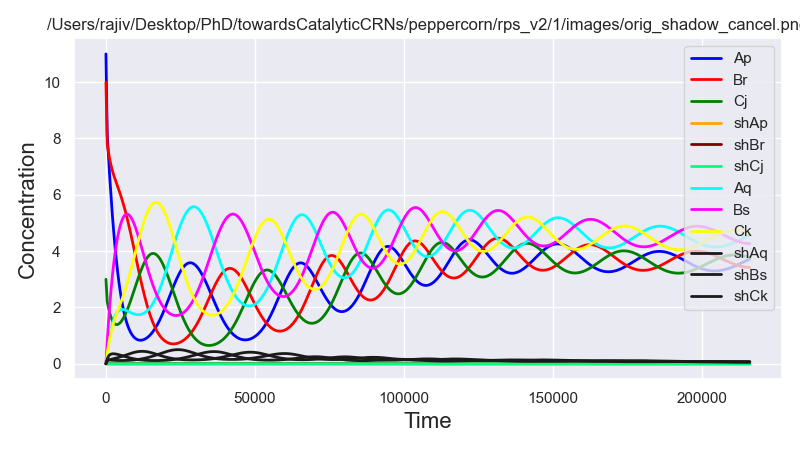 /Users/rajiv/Desktop/PhD/towardsCatalyticCRNs/peppercorn/rps_v2/1/images/orig_shadow_cancel.png
Ap
Br
Cj
shAp
shBr
shCj
Aq
Bs
Ck
shAq
shBs
shCk
Concentration
10
8
6
4
2
0
0
50000
100000
150000
200000
Time